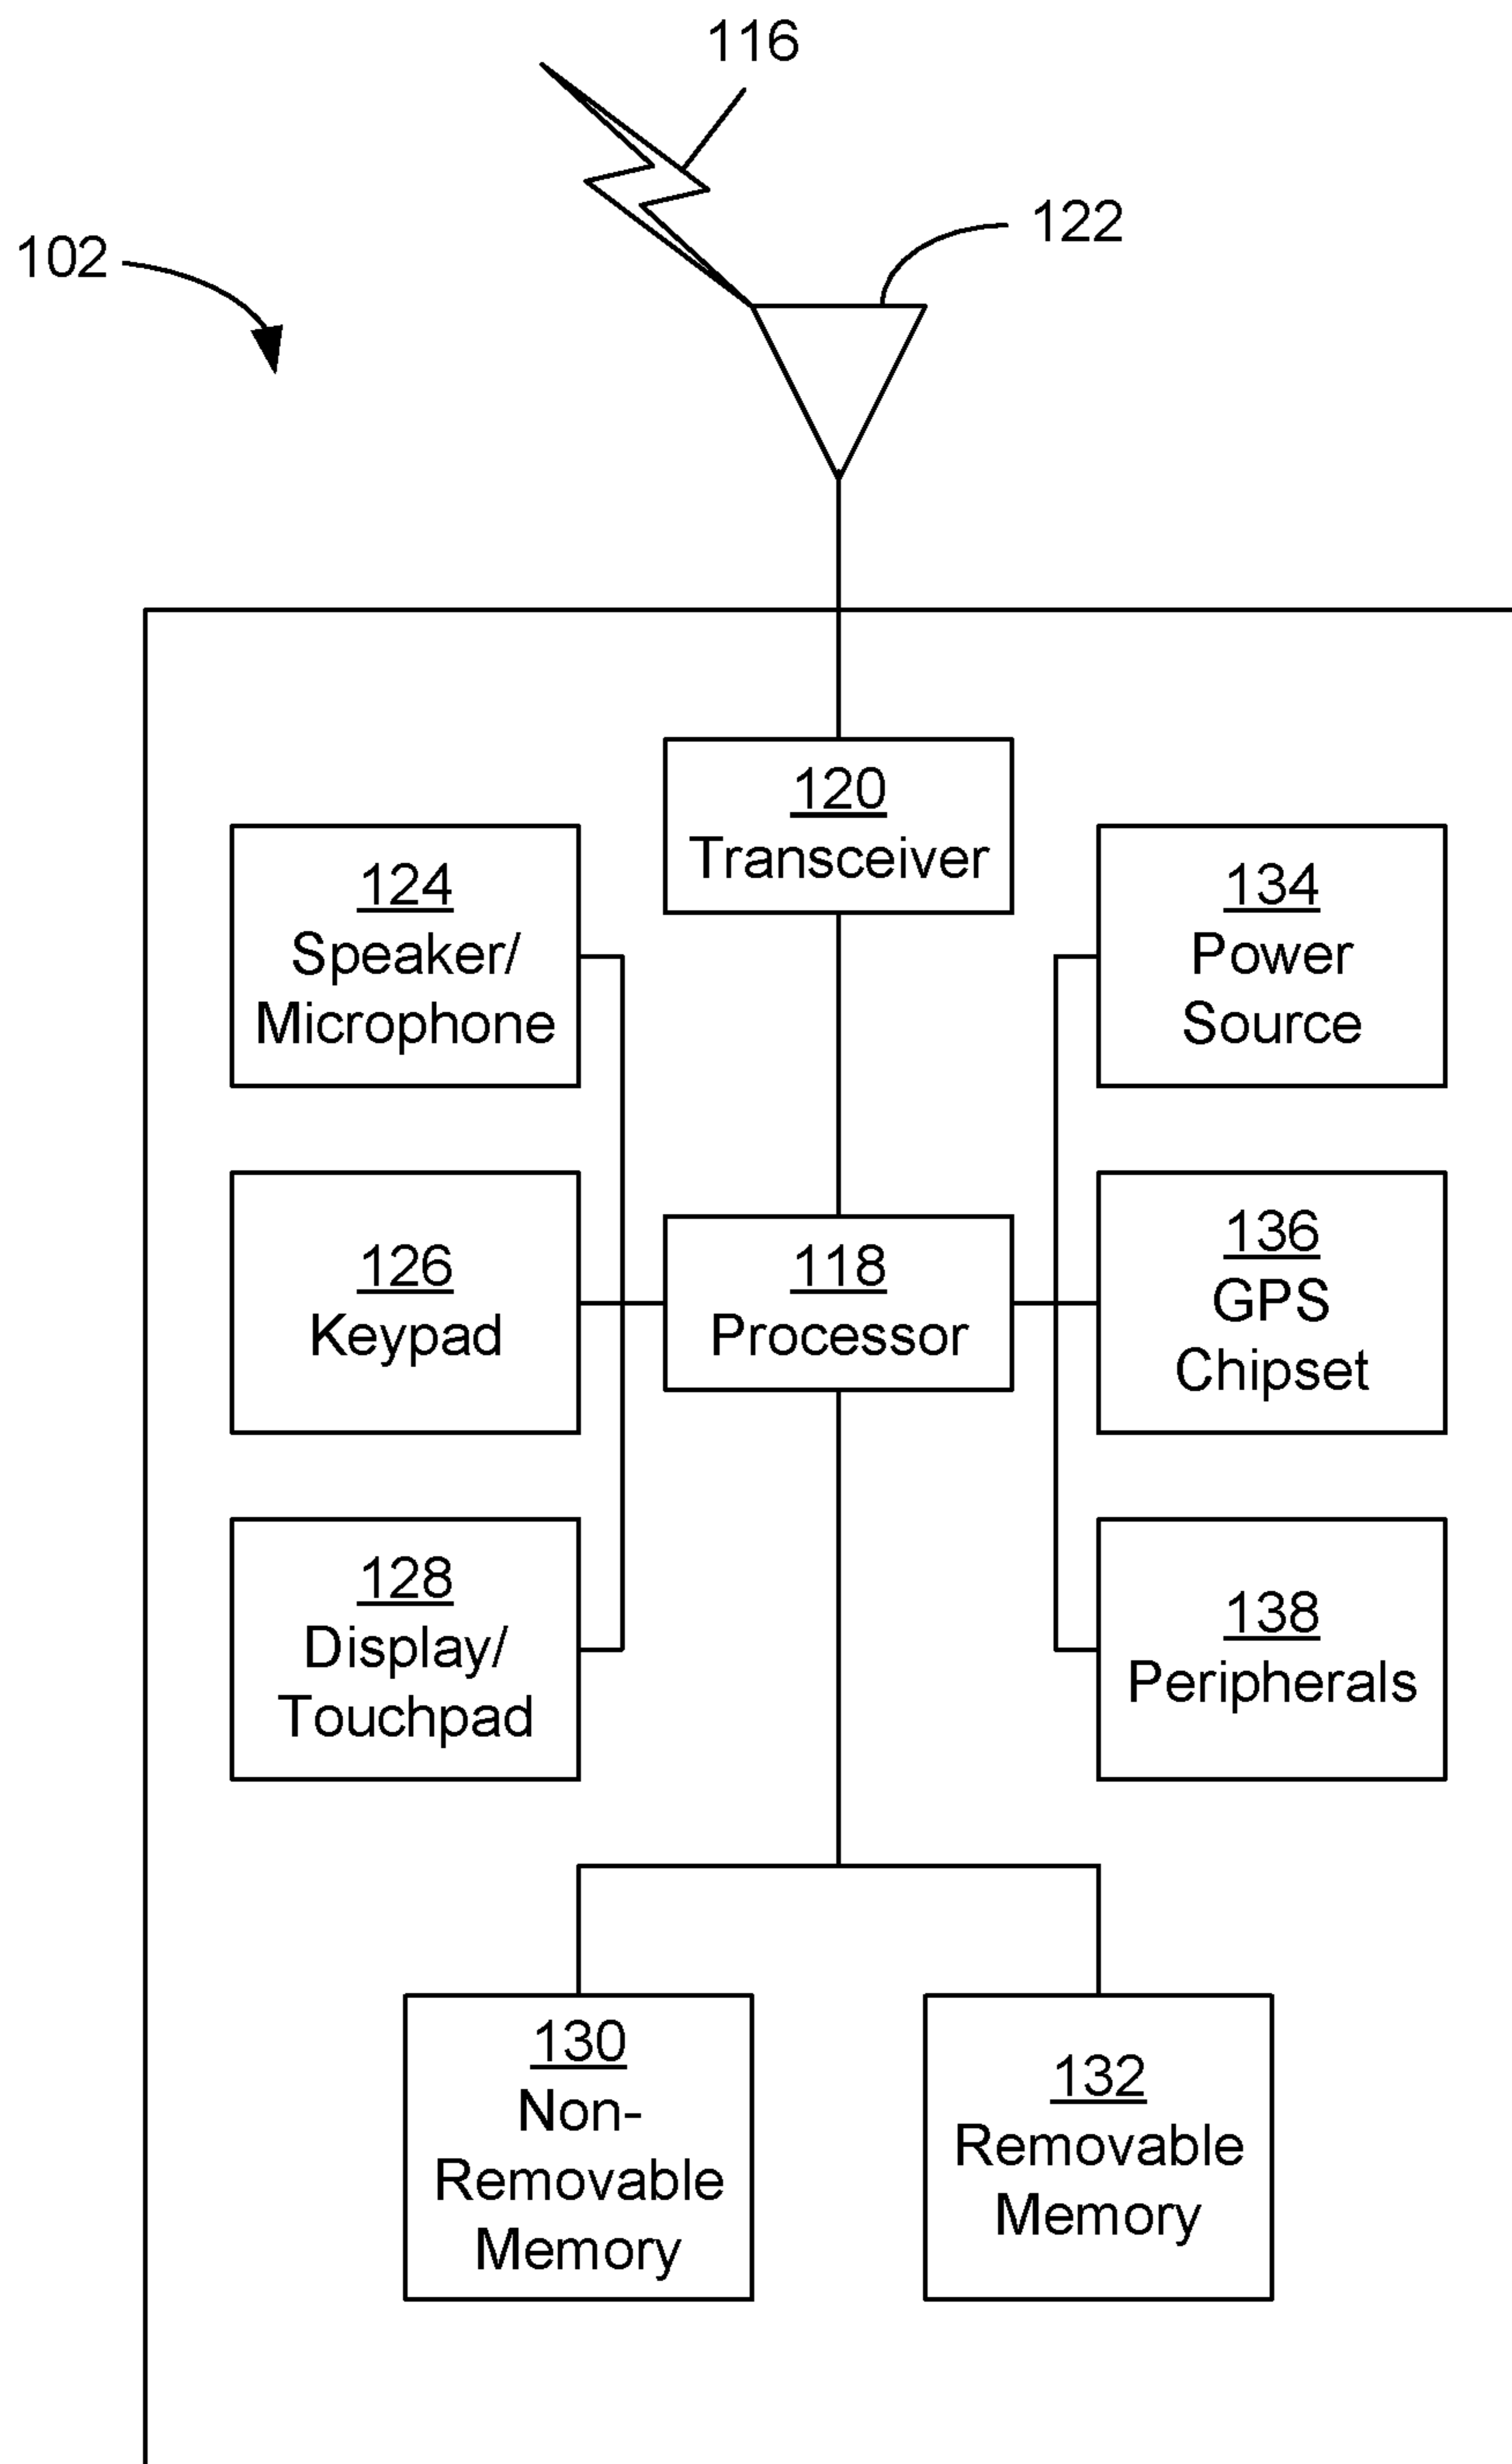 116
122
102
120
Transceiver
124
Speaker/
Microphone
134
Power
Source
126
Keypad
118
Processor
136
GPS
Chipset
128
Display/
Touchpad
138
Peripherals
130
Non-
Removable
Memory
132
Removable
Memory